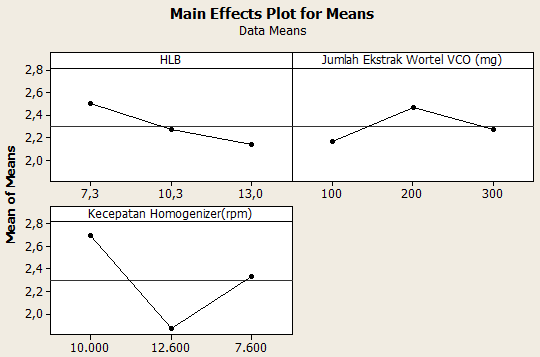 Main Effects Plot for Means
Data Means
HLB
Jumlah Ekstrak Wortel VCO (mg)
2,8
2,6
2,4
2,2
2,0
7,3 10,3 13,0
100 200 300
Kecepatan Homogenizer(rpm)
2,8
2,6
2,4
2,2
2,0
10.000 12.600 7.600
Mean of Means